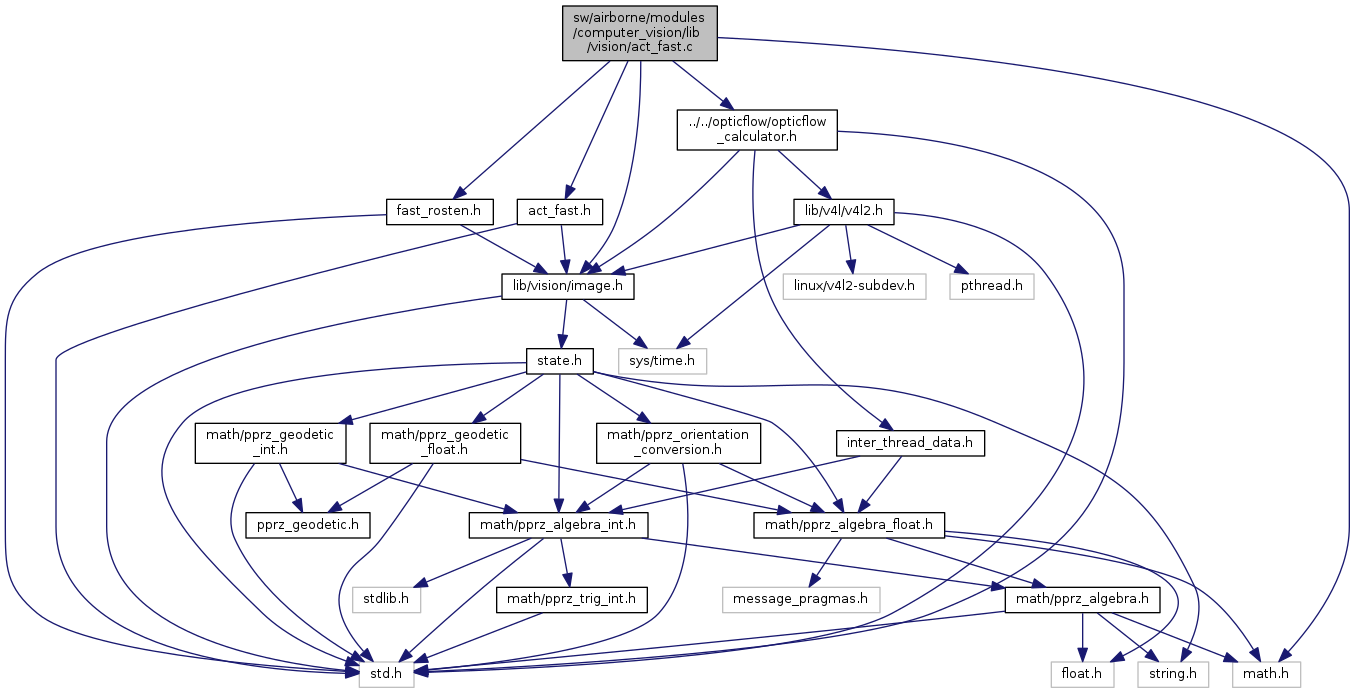 sw/airborne/modules
/computer_vision/lib
/vision/act_fast.c
../../opticflow/opticflow
_calculator.h
fast_rosten.h
act_fast.h
lib/v4l/v4l2.h
lib/vision/image.h
linux/v4l2-subdev.h
pthread.h
state.h
sys/time.h
math/pprz_geodetic
_int.h
math/pprz_geodetic
_float.h
math/pprz_orientation
_conversion.h
inter_thread_data.h
pprz_geodetic.h
math/pprz_algebra_int.h
math/pprz_algebra_float.h
stdlib.h
math/pprz_trig_int.h
message_pragmas.h
math/pprz_algebra.h
std.h
float.h
string.h
math.h